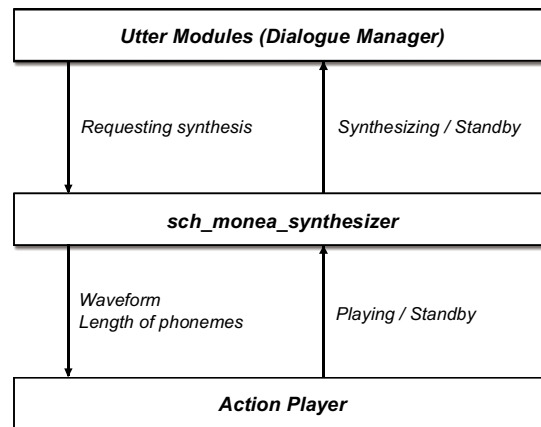 Utter Modules (Dialogue Manager)
Requesting synthesis
Synthesizing / Standby
sch_monea_synthesizer
Waveform
Length of phonemes
Playing / Standby
Action Player